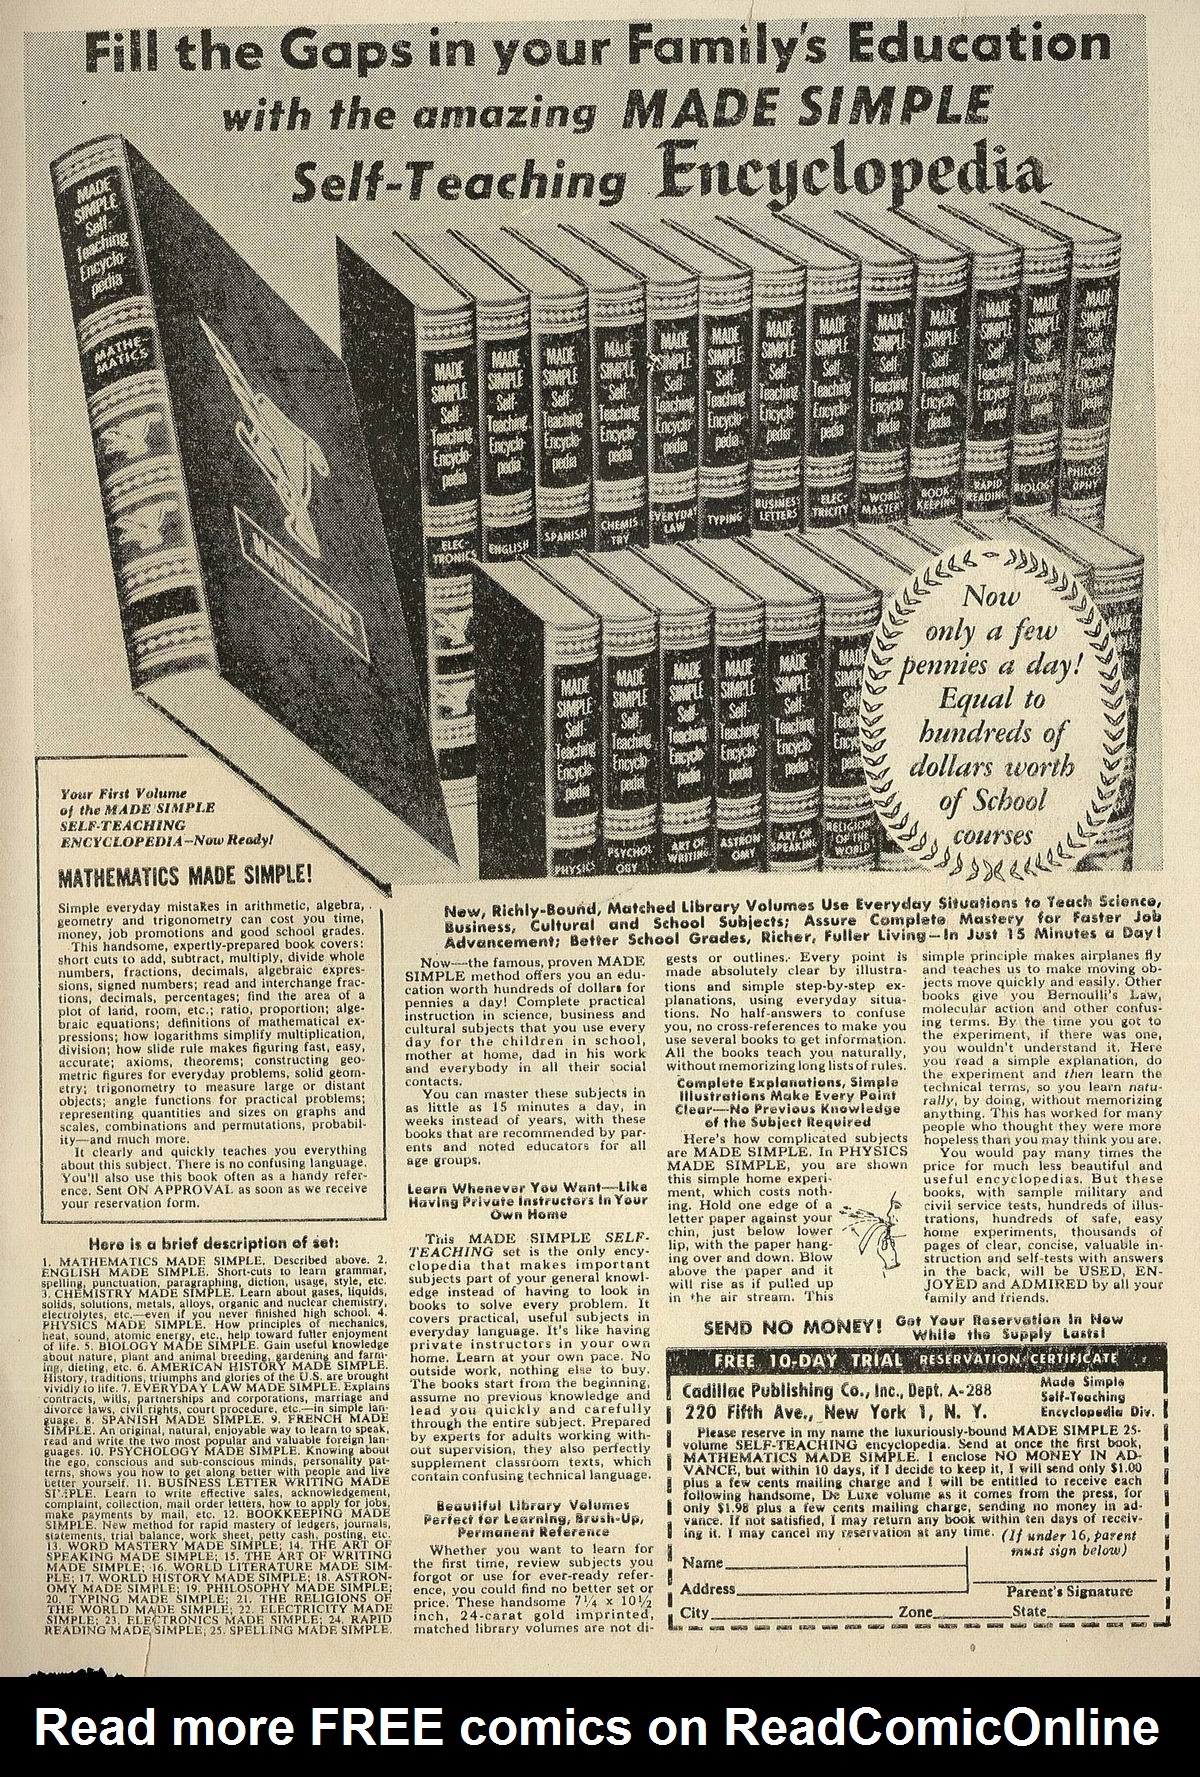 Fill the Gaps in your Family's Education
with the amazing MADE SIMPLE
Self-Teaching Encyclopedia
MADE
SIMPLE
Self-
Teaching
Encyclo-
pedia
MATHE-
MATICS
MATHEMATICS
MADE SIMPLE Self- Teaching Encyclo- pedia
ELEC-
TRONICS
ENGLISH
SPANISH
CHEMIS-
TRY
EVERYDAY
LAW
TYPING
BUSINESS
LETTERS
ELEC-
TRICITY
WORD
MASTERY
BOOK-
KEEPING
RAPID
READING
BIOLOGY
PHILOS-
OPHY
MADE SIMPLE Self- Teaching Encyclo- pedia
PHYSICS
PSYCHOL
OGY
ART OF
WRITING
ASTRON
OMY
ART OF
SPEAKING
RELIGIONS
OF THE
WORLD
Now
only a few
pennies a day!
Equal to
hundreds of
dollars worth
of School
courses
Your First Volume
of the MADE SIMPLE
SELF-TEACHING
ENCYCLOPEDIA—Now Ready!
MATHEMATICS MADE SIMPLE!
Simple everyday mistakes in arithmetic, algebra,
geometry and trigonometry can cost you time,
money, job promotions and good school grades.
This handsome, expertly-prepared book covers:
short cuts to add, subtract, multiply, divide whole
numbers, fractions, decimals, algebraic expres-
sions, signed numbers; read and interchange frac-
tions, decimals, percentages; find the area of a
plot of land, room, etc.; ratio, proportion; alge-
braic equations; definitions of mathematical ex-
pressions; how logarithms simplify multiplication,
division; how slide rule makes figuring fast, easy,
accurate; axioms, theorems; constructing geo-
metric figures for everyday problems, solid geom-
etry; trigonometry to measure large or distant
objects; angle functions for practical problems;
representing quantities and sizes on graphs and
scales, combinations and permutations, probabil-
ity—and much more.
It clearly and quickly teaches you everything
about this subject. There is no confusing language.
You'll also use this book often as a handy refer-
ence. Sent ON APPROVAL as soon as we receive
your reservation form.
Here is a brief description of set:
1. MATHEMATICS MADE SIMPLE. Described above. 2.
ENGLISH MADE SIMPLE. Short-cuts to learn grammar,
spelling, punctuation, paragraphing, diction, usage, style, etc.
3. CHEMISTRY MADE SIMPLE. Learn about gases, liquids,
solids, solutions, metals, alloys, organic and nuclear chemistry,
electrolytes, etc.—even if you never finished high school. 4.
PHYSICS MADE SIMPLE. How principles of mechanics,
heat, sound, atomic energy, etc., help toward fuller enjoyment
of life. 5. BIOLOGY MADE SIMPLE. Gain useful knowledge
about nature, plant and animal breeding, gardening and farm-
ing, dieting, etc. 6. AMERICAN HISTORY MADE SIMPLE.
History, traditions, triumphs and glories of the U.S. are brought
vividly to life. 7. EVERYDAY LAW MADE SIMPLE. Explains
contracts, wills, partnerships and corporations, marriage and
divorce laws, civil rights, court procedure, etc.—in simple lan-
guage. 8. SPANISH MADE SIMPLE. 9. FRENCH MADE
SIMPLE. An original, natural, enjoyable way to learn to speak,
read and write the two most popular and valuable foreign lan-
guages. 10. PSYCHOLOGY MADE SIMPLE. Knowing about
the ego, conscious and sub-conscious minds, personality pat-
terns, shows you how to get along better with people and live
better yourself. 11. BUSINESS LETTER WRITING MADE
SIMPLE. Learn to write effective sales, acknowledgement,
complaint, collection, mail order letters, how to apply for jobs,
make payments by mail, etc. 12. BOOKKEEPING MADE
SIMPLE. New method for rapid mastery of ledgers, journals,
statements, trial balance, work sheet, petty cash, posting, etc.
13. WORD MASTERY MADE SIMPLE; 14. THE ART OF
SPEAKING MADE SIMPLE; 15. THE ART OF WRITING
MADE SIMPLE; 16. WORLD LITERATURE MADE SIM-
PLE; 17. WORLD HISTORY MADE SIMPLE; 18. ASTRON-
OMY MADE SIMPLE; 19. PHILOSOPHY MADE SIMPLE;
20. TYPING MADE SIMPLE; 21. THE RELIGIONS OF
THE WORLD MADE SIMPLE; 22. ELECTRICITY MADE
SIMPLE; 23. ELECTRONICS MADE SIMPLE; 24. RAPID
READING MADE SIMPLE; 25. SPELLING MADE SIMPLE.
New, Richly-Bound, Matched Library Volumes Use Everyday Situations to Teach Science,
Business, Cultural and School Subjects; Assure Complete Mastery for Faster Job
Advancement; Better School Grades, Richer, Fuller Living—In Just 15 Minutes a Day!
Now—the famous, proven MADE
SIMPLE method offers you an edu-
cation worth hundreds of dollars for
pennies a day! Complete practical
instruction in science, business and
cultural subjects that you use every
day for the children in school,
mother at home, dad in his work
and everybody in all their social
contacts.
You can master these subjects in
as little as 15 minutes a day, in
weeks instead of years, with these
books that are recommended by par-
ents and noted educators for all
age groups.
Learn Whenever You Want—Like
Having Private Instructors In Your
Own Home
This MADE SIMPLE SELF-
TEACHING set is the only ency-
clopedia that makes important
subjects part of your general knowl-
edge instead of having to look in
books to solve every problem. It
covers practical, useful subjects in
everyday language. It's like having
private instructors in your own
home. Learn at your own pace. No
outside work, nothing else to buy.
The books start from the beginning,
assume no previous knowledge and
lead you quickly and carefully
through the entire subject. Prepared
by experts for adults working with-
out supervision, they also perfectly
supplement classroom texts, which
contain confusing technical language.
Beautiful Library Volumes
Perfect for Learning, Brush-Up,
Permanent Reference
Whether you want to learn for
the first time, review subjects you
forgot or use for ever-ready refer-
ence, you could find no better set or
price. These handsome 7¼ x 10½
inch, 24-carat gold imprinted,
matched library volumes are not di-
gests or outlines. Every point is
made absolutely clear by illustra-
tions and simple step-by-step ex-
planations, using everyday situa-
tions. No half-answers to confuse
you, no cross-references to make you
use several books to get information.
All the books teach you naturally,
without memorizing long lists of rules.
Complete Explanations, Simple
Illustrations Make Every Point
Clear—No Previous Knowledge
of the Subject Required
Here's how complicated subjects
are MADE SIMPLE. In PHYSICS
MADE SIMPLE, you are shown
this simple home experi-
ment, which costs noth-
ing. Hold one edge of a
letter paper against your
chin, just below lower
lip, with the paper hang-
ing over and down. Blow
above the paper and it
will rise as if pulled up
in the air stream. This
simple principle makes airplanes fly
and teaches us to make moving ob-
jects move quickly and easily. Other
books give you Bernoulli's Law,
molecular action and other confus-
ing terms. By the time you got to
the experiment, if there was one,
you wouldn't understand it. Here
you read a simple explanation, do
the experiment and then learn the
technical terms, so you learn natu-
rally, by doing, without memorizing
anything. This has worked for many
people who thought they were more
hopeless than you may think you are.
You would pay many times the
price for much less beautiful and
useful encyclopedias. But these
books, with sample military and
civil service tests, hundreds of illus-
trations, hundreds of safe, easy
home experiments, thousands of
pages of clear, concise, valuable in-
struction and self-tests with answers
in the back, will be USED, EN-
JOYED and ADMIRED by all your
family and friends.
SEND NO MONEY! Get Your Reservation In Now
While the Supply Lasts!
FREE 10-DAY TRIAL RESERVATION CERTIFICATE
Cadillac Publishing Co., Inc., Dept. A-288
220 Fifth Ave., New York 1, N. Y.
Made Simple
Self-Teaching
Encyclopedia Div.
Please reserve in my name the luxuriously-bound MADE SIMPLE 25-
volume SELF-TEACHING encyclopedia. Send at once the first book,
MATHEMATICS MADE SIMPLE. I enclose NO MONEY IN AD-
VANCE, but within 10 days, if I decide to keep it, I will send only $1.00
plus a few cents mailing charge and I will be entitled to receive each
following handsome De Luxe volume as it comes from the press, for
only $1.98 plus a few cents mailing charge, sending no money in ad-
vance. If not satisfied, I may return any book within ten days of receiv-
ing it. I may cancel my reservation at any time. (If under 16, parent
must sign below)
Name
Address
Parent's Signature
City Zone State
Read more FREE comics on ReadComicOnline